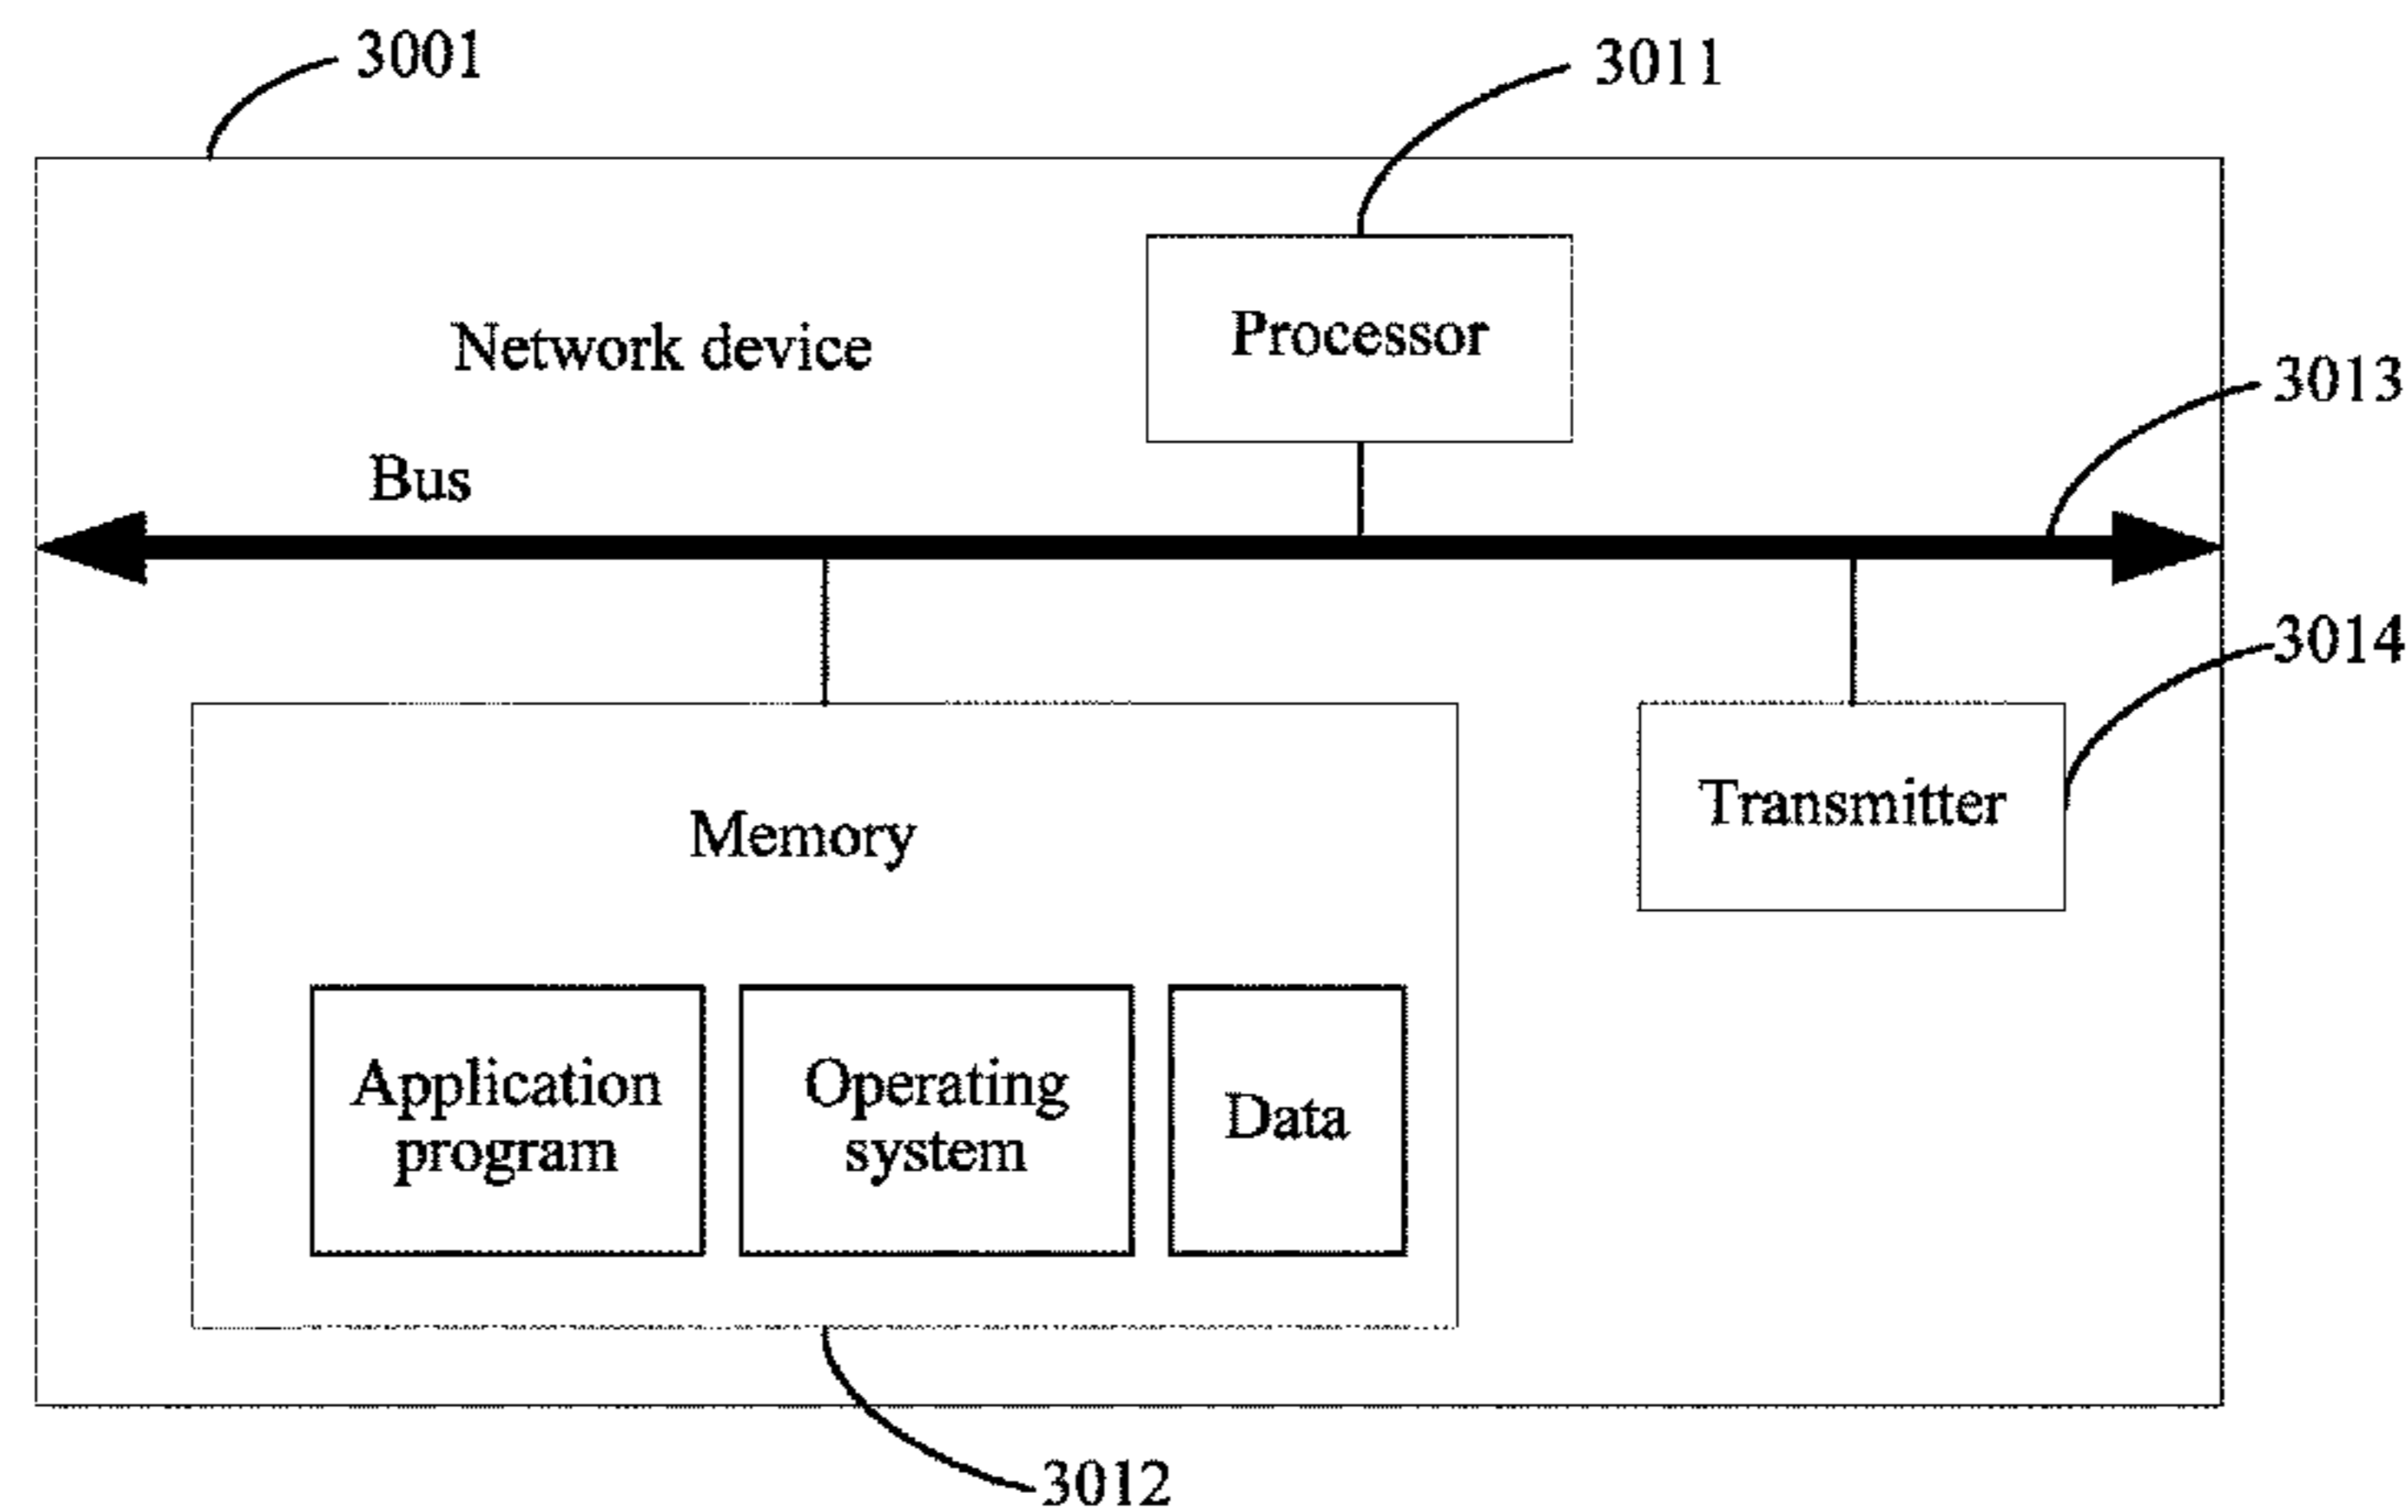 3001
3011
Processor
Network device
3013
Bus
3014
Transmitter
Memory
Application
program
Operating
system
Data
3012